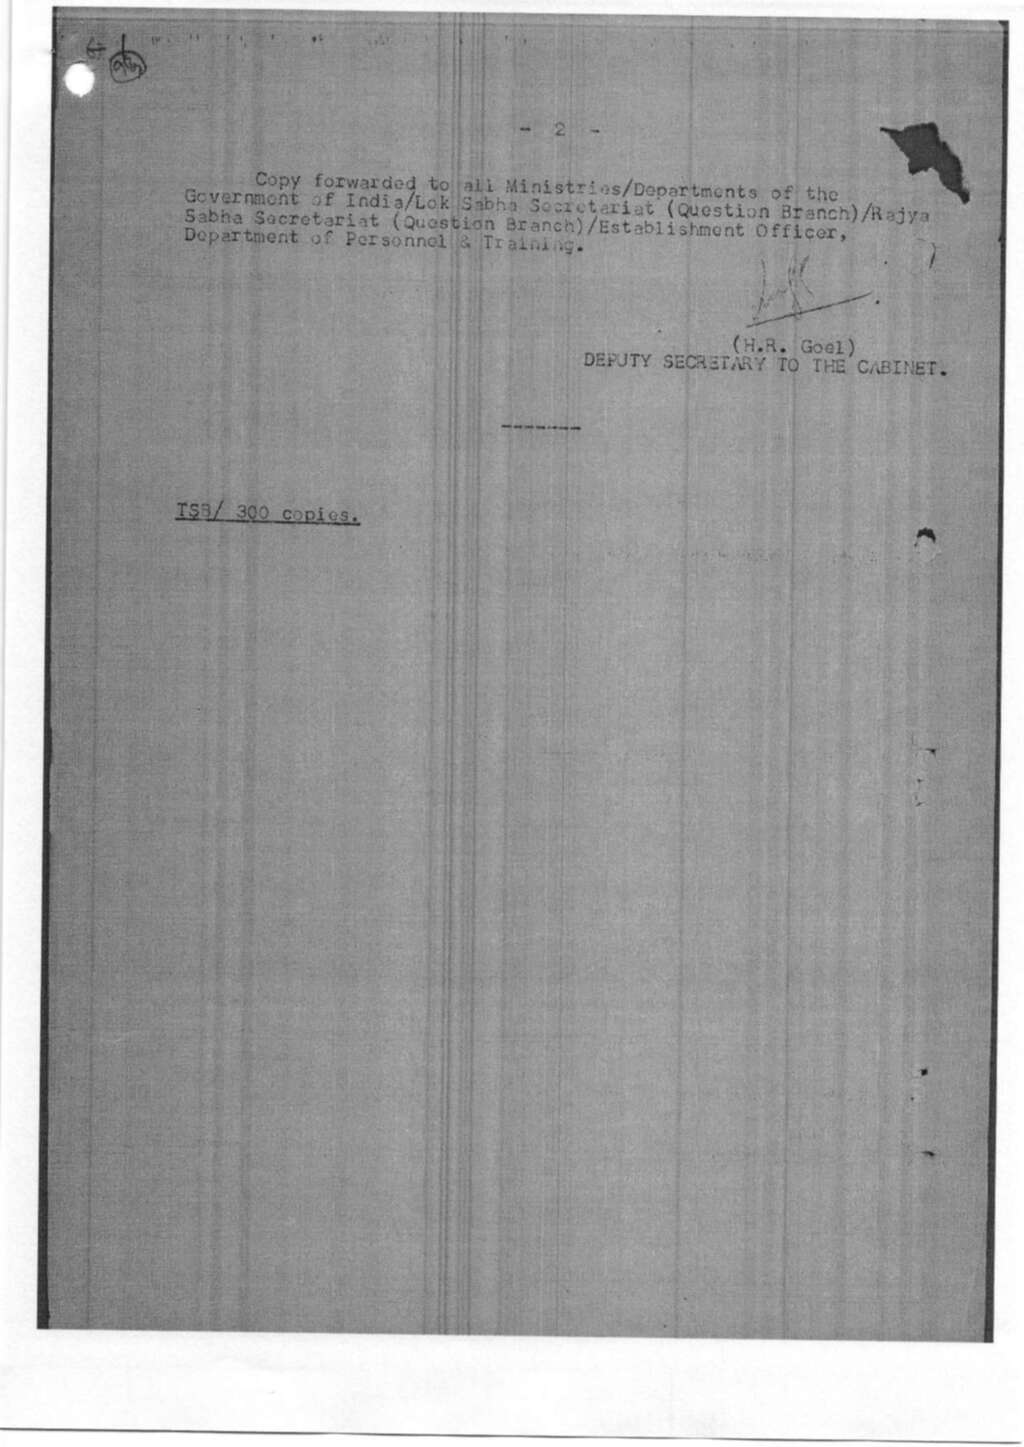 - 2 -
Copy forwarded to all Ministries/Departments of the
Government of India/Lok Sabha Secretariat (Question Branch)/Rajya
Sabha Secretariat (Question Branch)/Establishment Officer,
Department of Personnel & Training.
(H.R. Goel)
DEPUTY SECRETARY TO THE CABINET.
-------
TSB/ 300 copies.